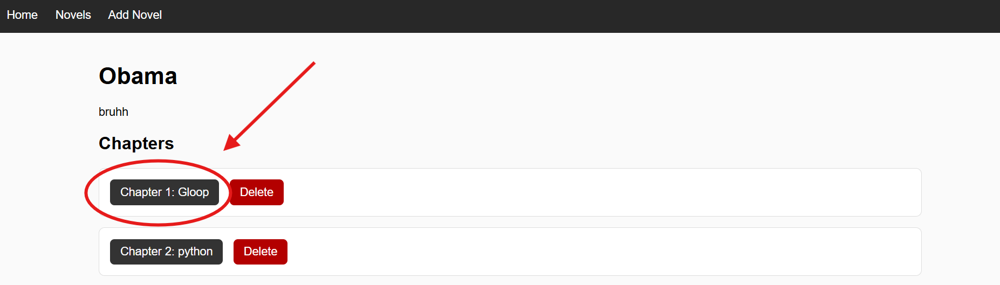 Home Novels Add Novel
Obama
bruhh
Chapters
Chapter 1: Gloop Delete
Chapter 2: python Delete